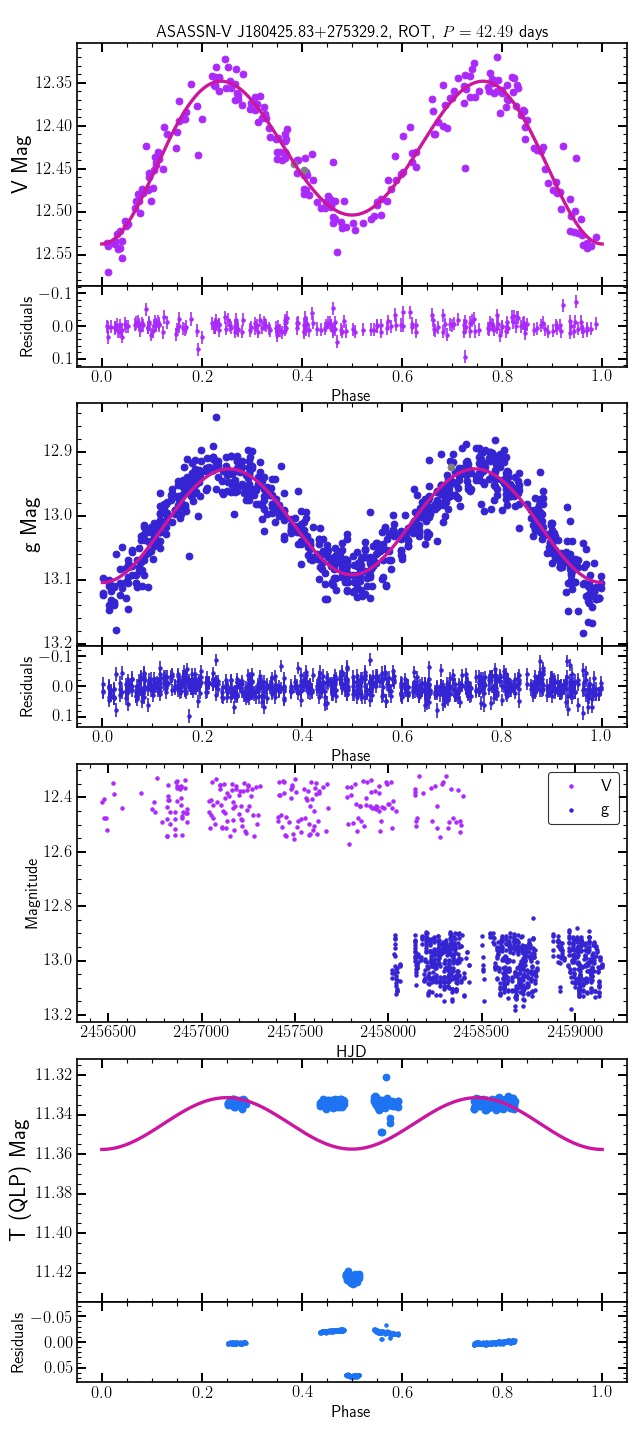 ASASSN-V J180425.83+275329.2, ROT, P = 42.49 days
V Mag
12.35
12.40
12.45
12.50
12.55
Residuals
−0.1
0.0
0.1
0.0 0.2 0.4 0.6 0.8 1.0
Phase
g Mag
12.9
13.0
13.1
13.2
Residuals
−0.1
0.0
0.1
0.0 0.2 0.4 0.6 0.8 1.0
Phase
Magnitude
12.4
12.6
12.8
13.0
13.2
V
g
2456500 2457000 2457500 2458000 2458500 2459000
HJD
T (QLP) Mag
11.32
11.34
11.36
11.38
11.40
11.42
Residuals
−0.05
0.00
0.05
0.0 0.2 0.4 0.6 0.8 1.0
Phase